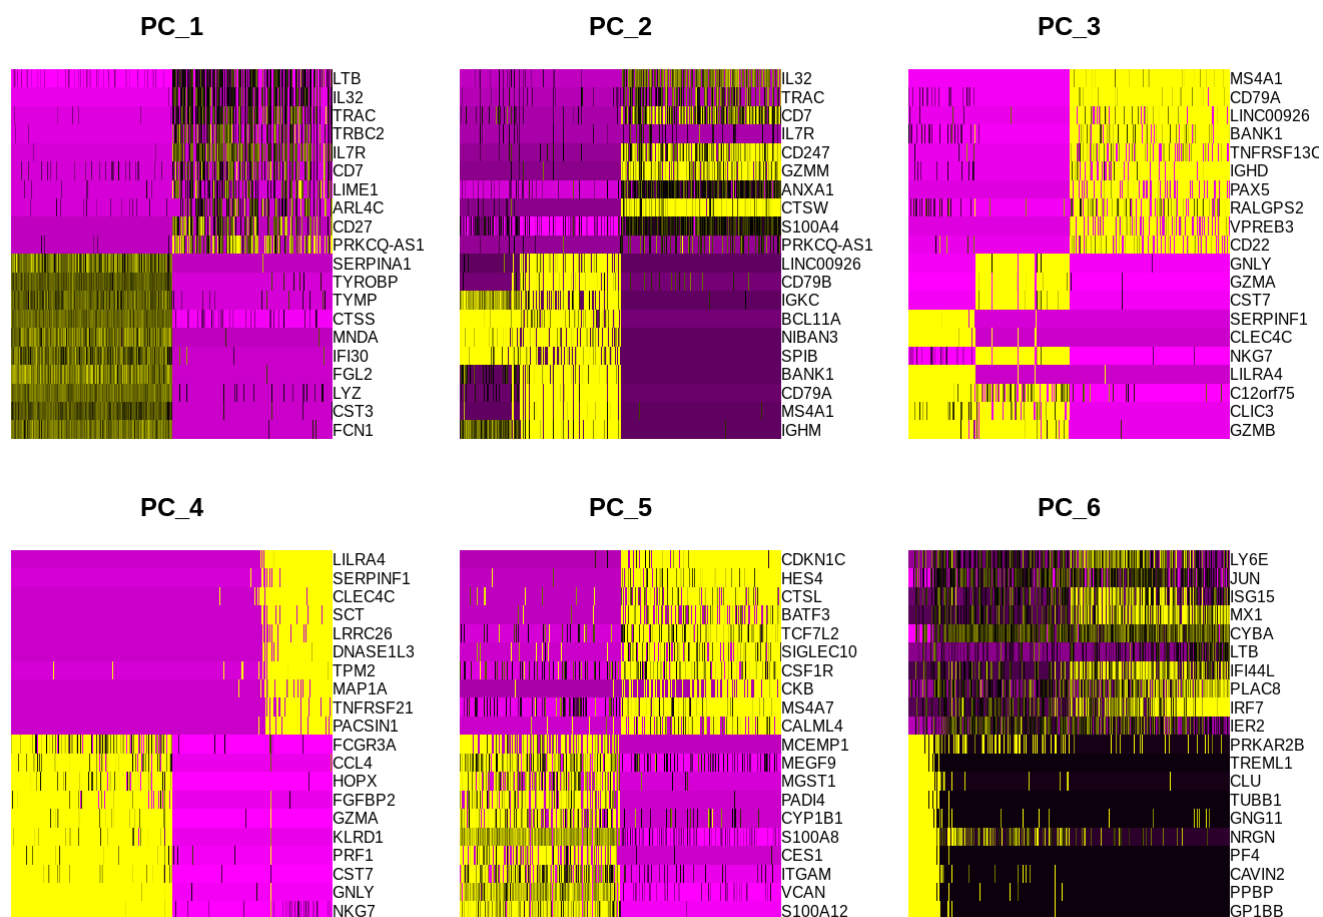 PC_1
LTB
IL32
TRAC
TRBC2
IL7R
CD7
LIME1
ARL4C
CD27
PRKCQ-AS1
SERPINA1
TYROBP
TYMP
CTSS
MNDA
IFI30
FGL2
LYZ
CST3
FCN1
PC_2
IL32
TRAC
CD7
IL7R
CD247
GZMM
ANXA1
CTSW
S100A4
PRKCQ-AS1
LINC00926
CD79B
IGKC
BCL11A
NIBAN3
SPIB
BANK1
CD79A
MS4A1
IGHM
PC_3
MS4A1
CD79A
LINC00926
BANK1
TNFRSF13C
IGHD
PAX5
RALGPS2
VPREB3
CD22
GNLY
GZMA
CST7
SERPINF1
CLEC4C
NKG7
LILRA4
C12orf75
CLIC3
GZMB
PC_4
LILRA4
SERPINF1
CLEC4C
SCT
LRRC26
DNASE1L3
TPM2
MAP1A
TNFRSF21
PACSIN1
FCGR3A
CCL4
HOPX
FGFBP2
GZMA
KLRD1
PRF1
CST7
GNLY
NKG7
PC_5
CDKN1C
HES4
CTSL
BATF3
TCF7L2
SIGLEC10
CSF1R
CKB
MS4A7
CALML4
MCEMP1
MEGF9
MGST1
PADI4
CYP1B1
S100A8
CES1
ITGAM
VCAN
S100A12
PC_6
LY6E
JUN
ISG15
MX1
CYBA
LTB
IFI44L
PLAC8
IRF7
IER2
PRKAR2B
TREML1
CLU
TUBB1
GNG11
NRGN
PF4
CAVIN2
PPBP
GP1BB